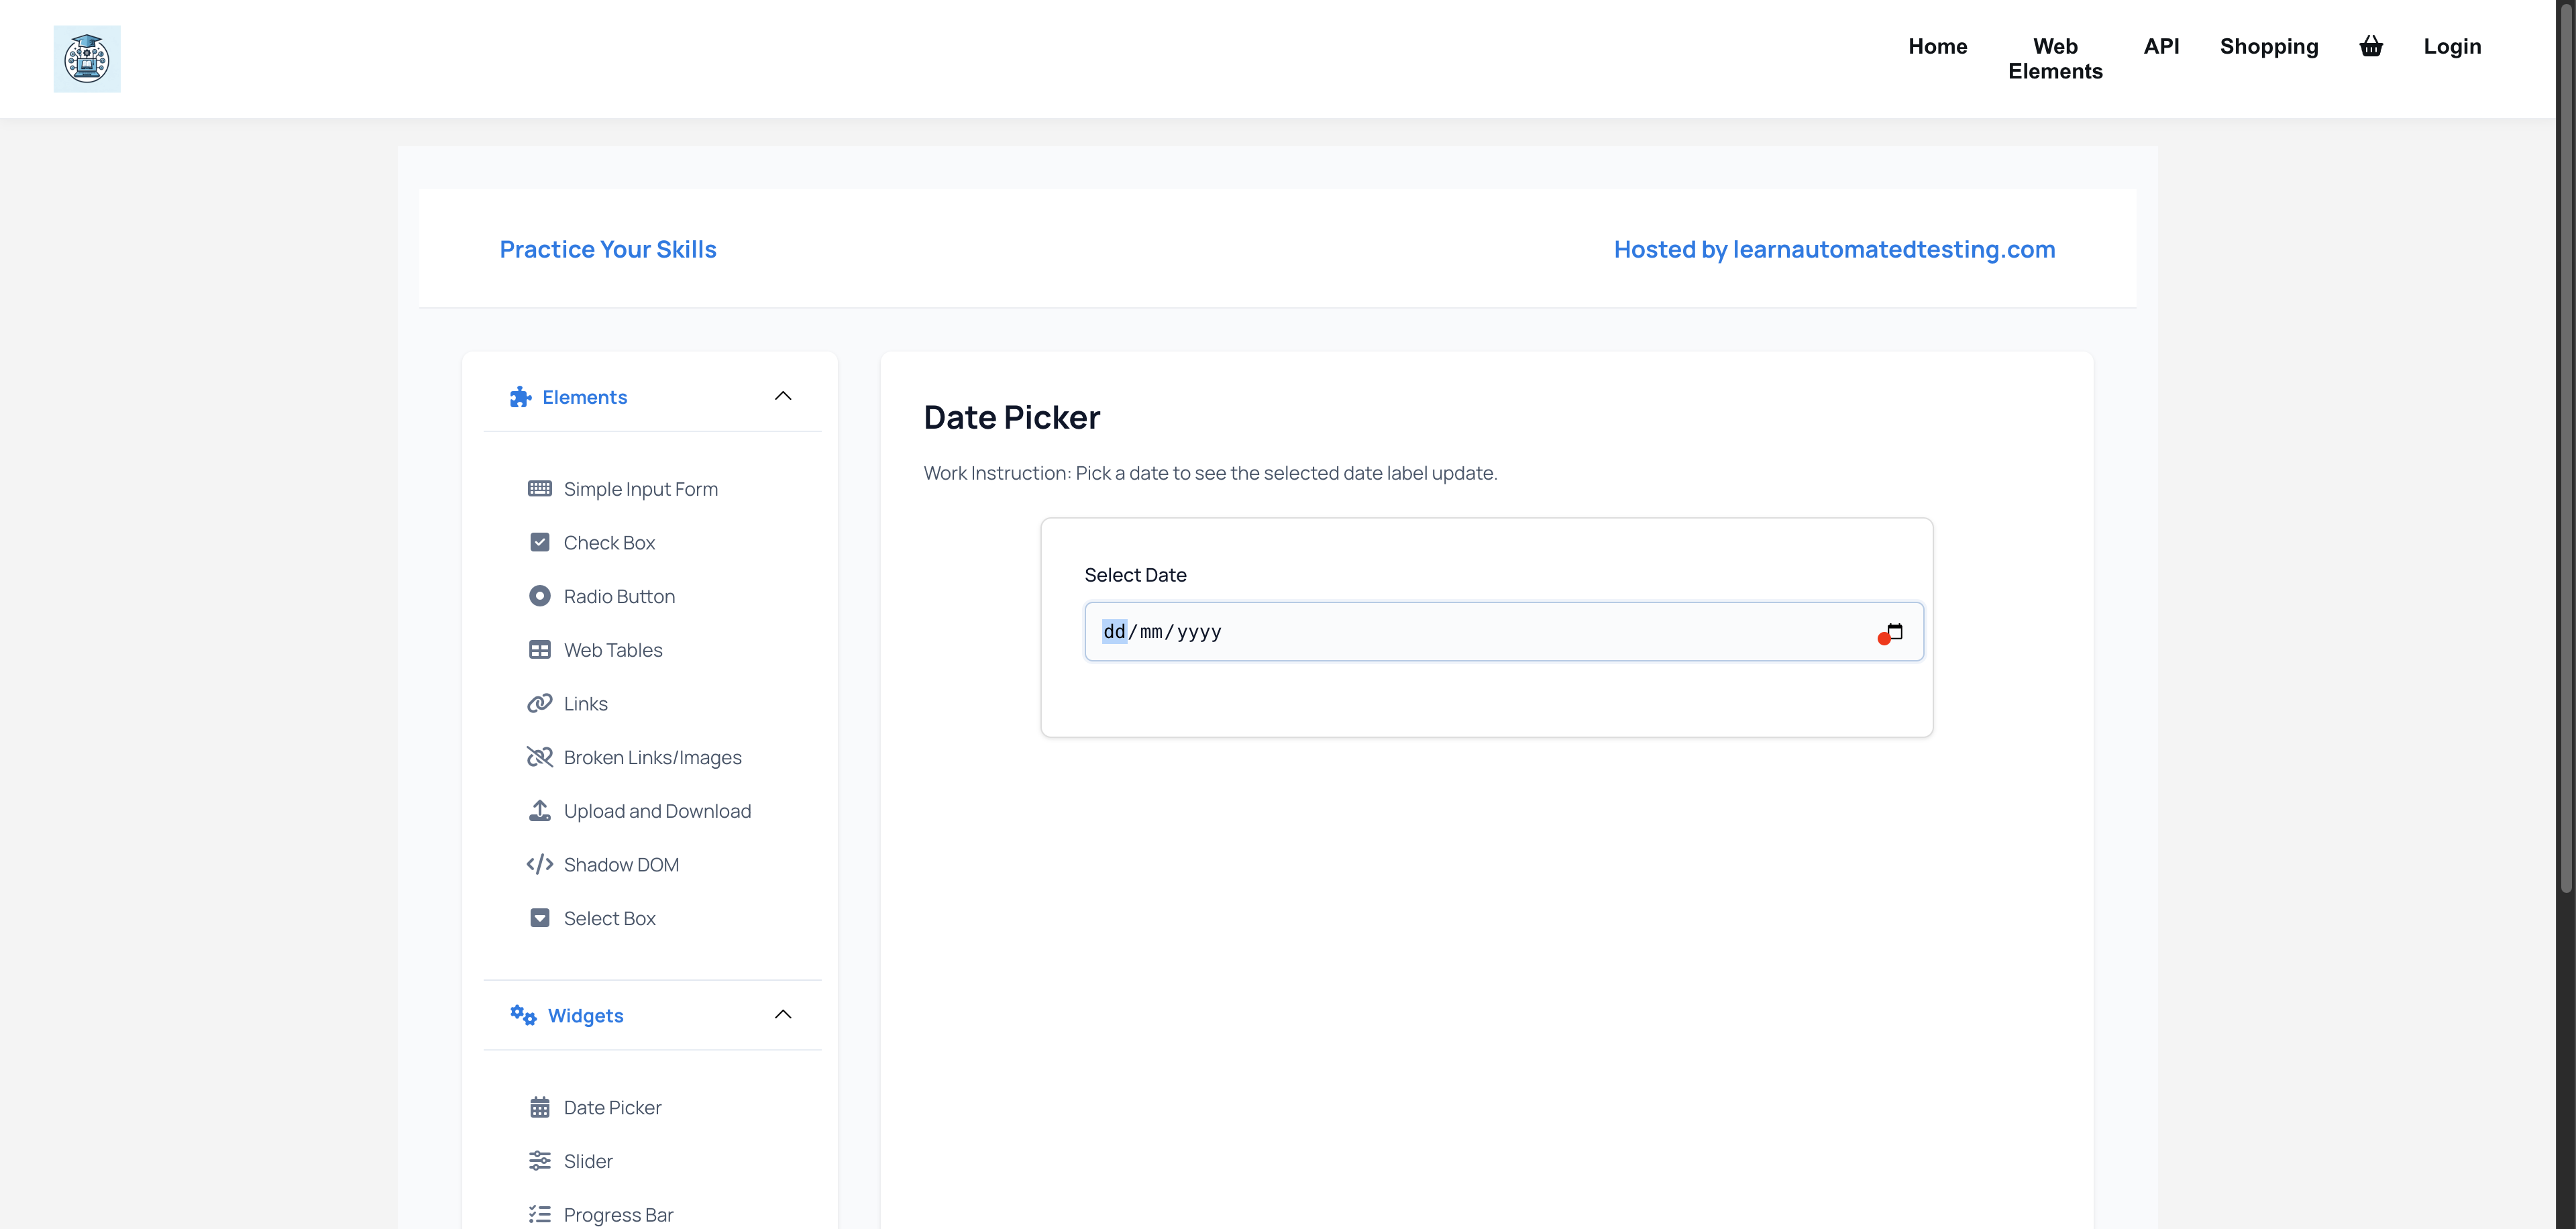 Home
Web
Elements
API
Shopping
Login
Practice Your Skills
Hosted by learnautomatedtesting.com
Elements
Simple Input Form
Check Box
Radio Button
Web Tables
Links
Broken Links/Images
Upload and Download
Shadow DOM
Select Box
Widgets
Date Picker
Slider
Progress Bar
Date Picker
Work Instruction: Pick a date to see the selected date label update.
Select Date
dd/mm/yyyy